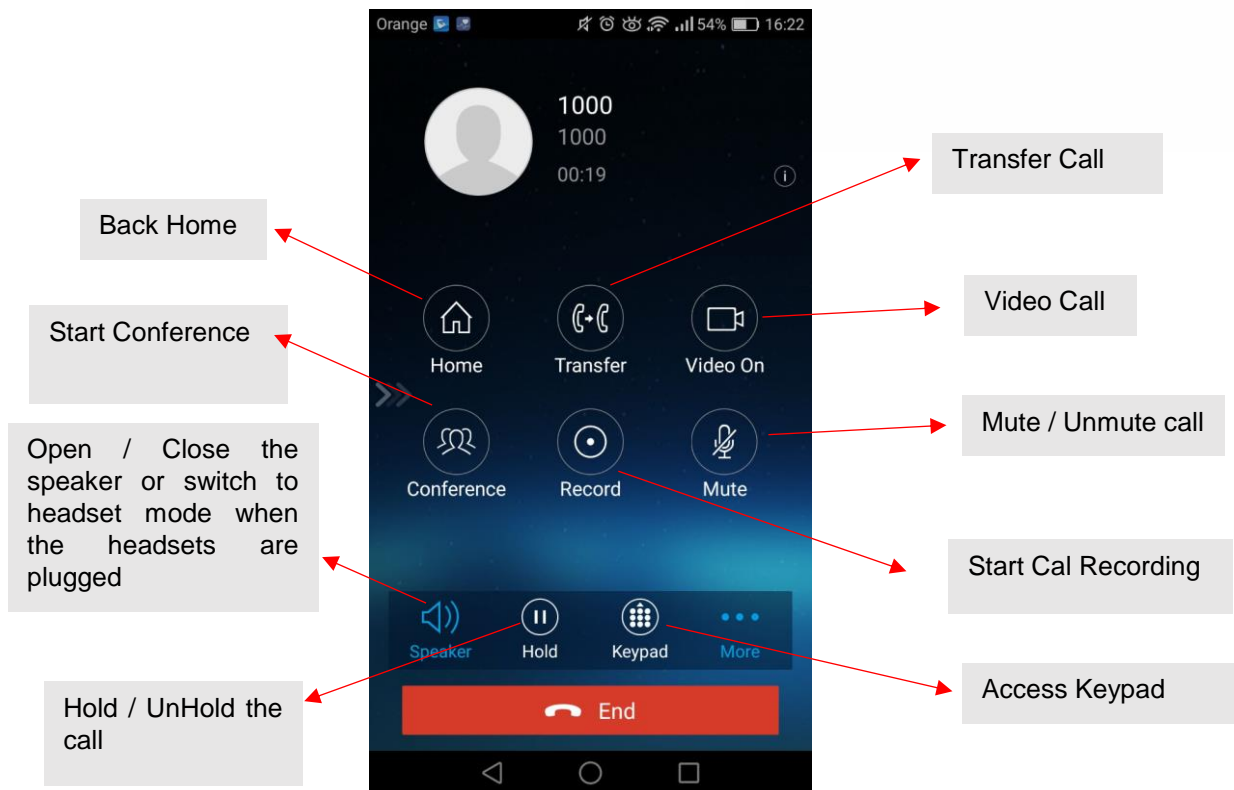 Orange 54% 16:22
1000
1000
00:19
Transfer Call
Back Home
Video Call
Start Conference
Home Transfer Video On
Mute / Unmute call
Open / Close the
speaker or switch to
headset mode when
the headsets are
plugged
Conference Record Mute
Start Cal Recording
Speaker Hold Keypad More
Access Keypad
Hold / UnHold the
call
End